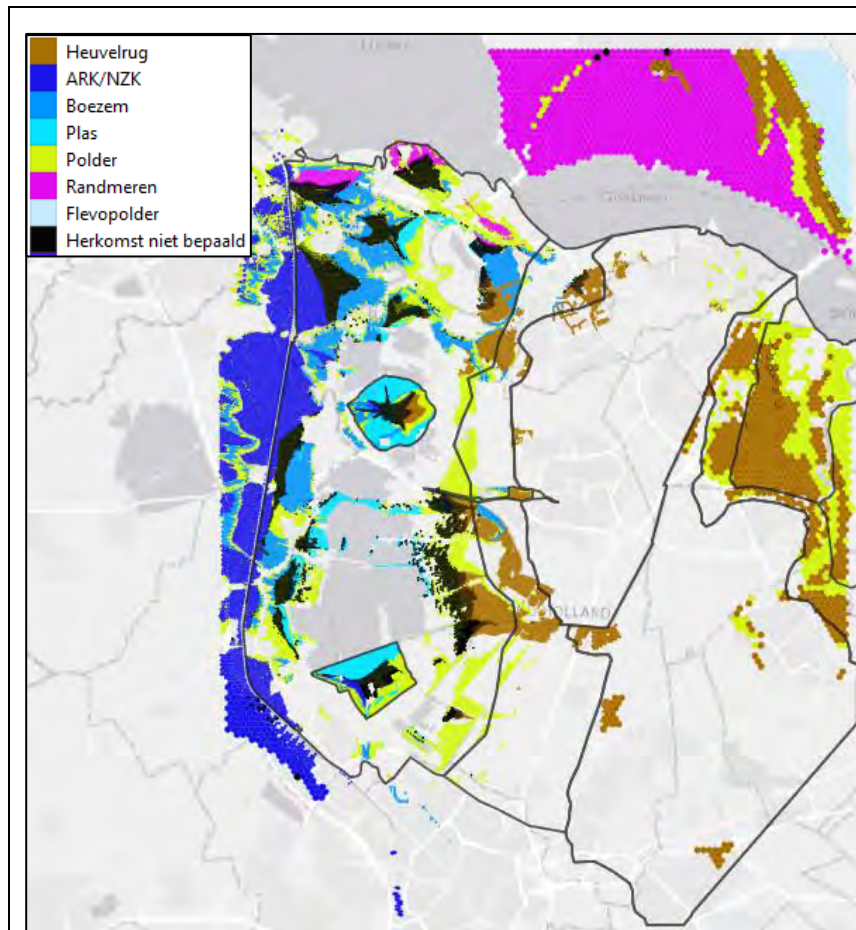 Heuvelrug
ARK/NZK
Boezem
Plas
Polder
Randmeren
Flevopolder
Herkomst niet bepaald